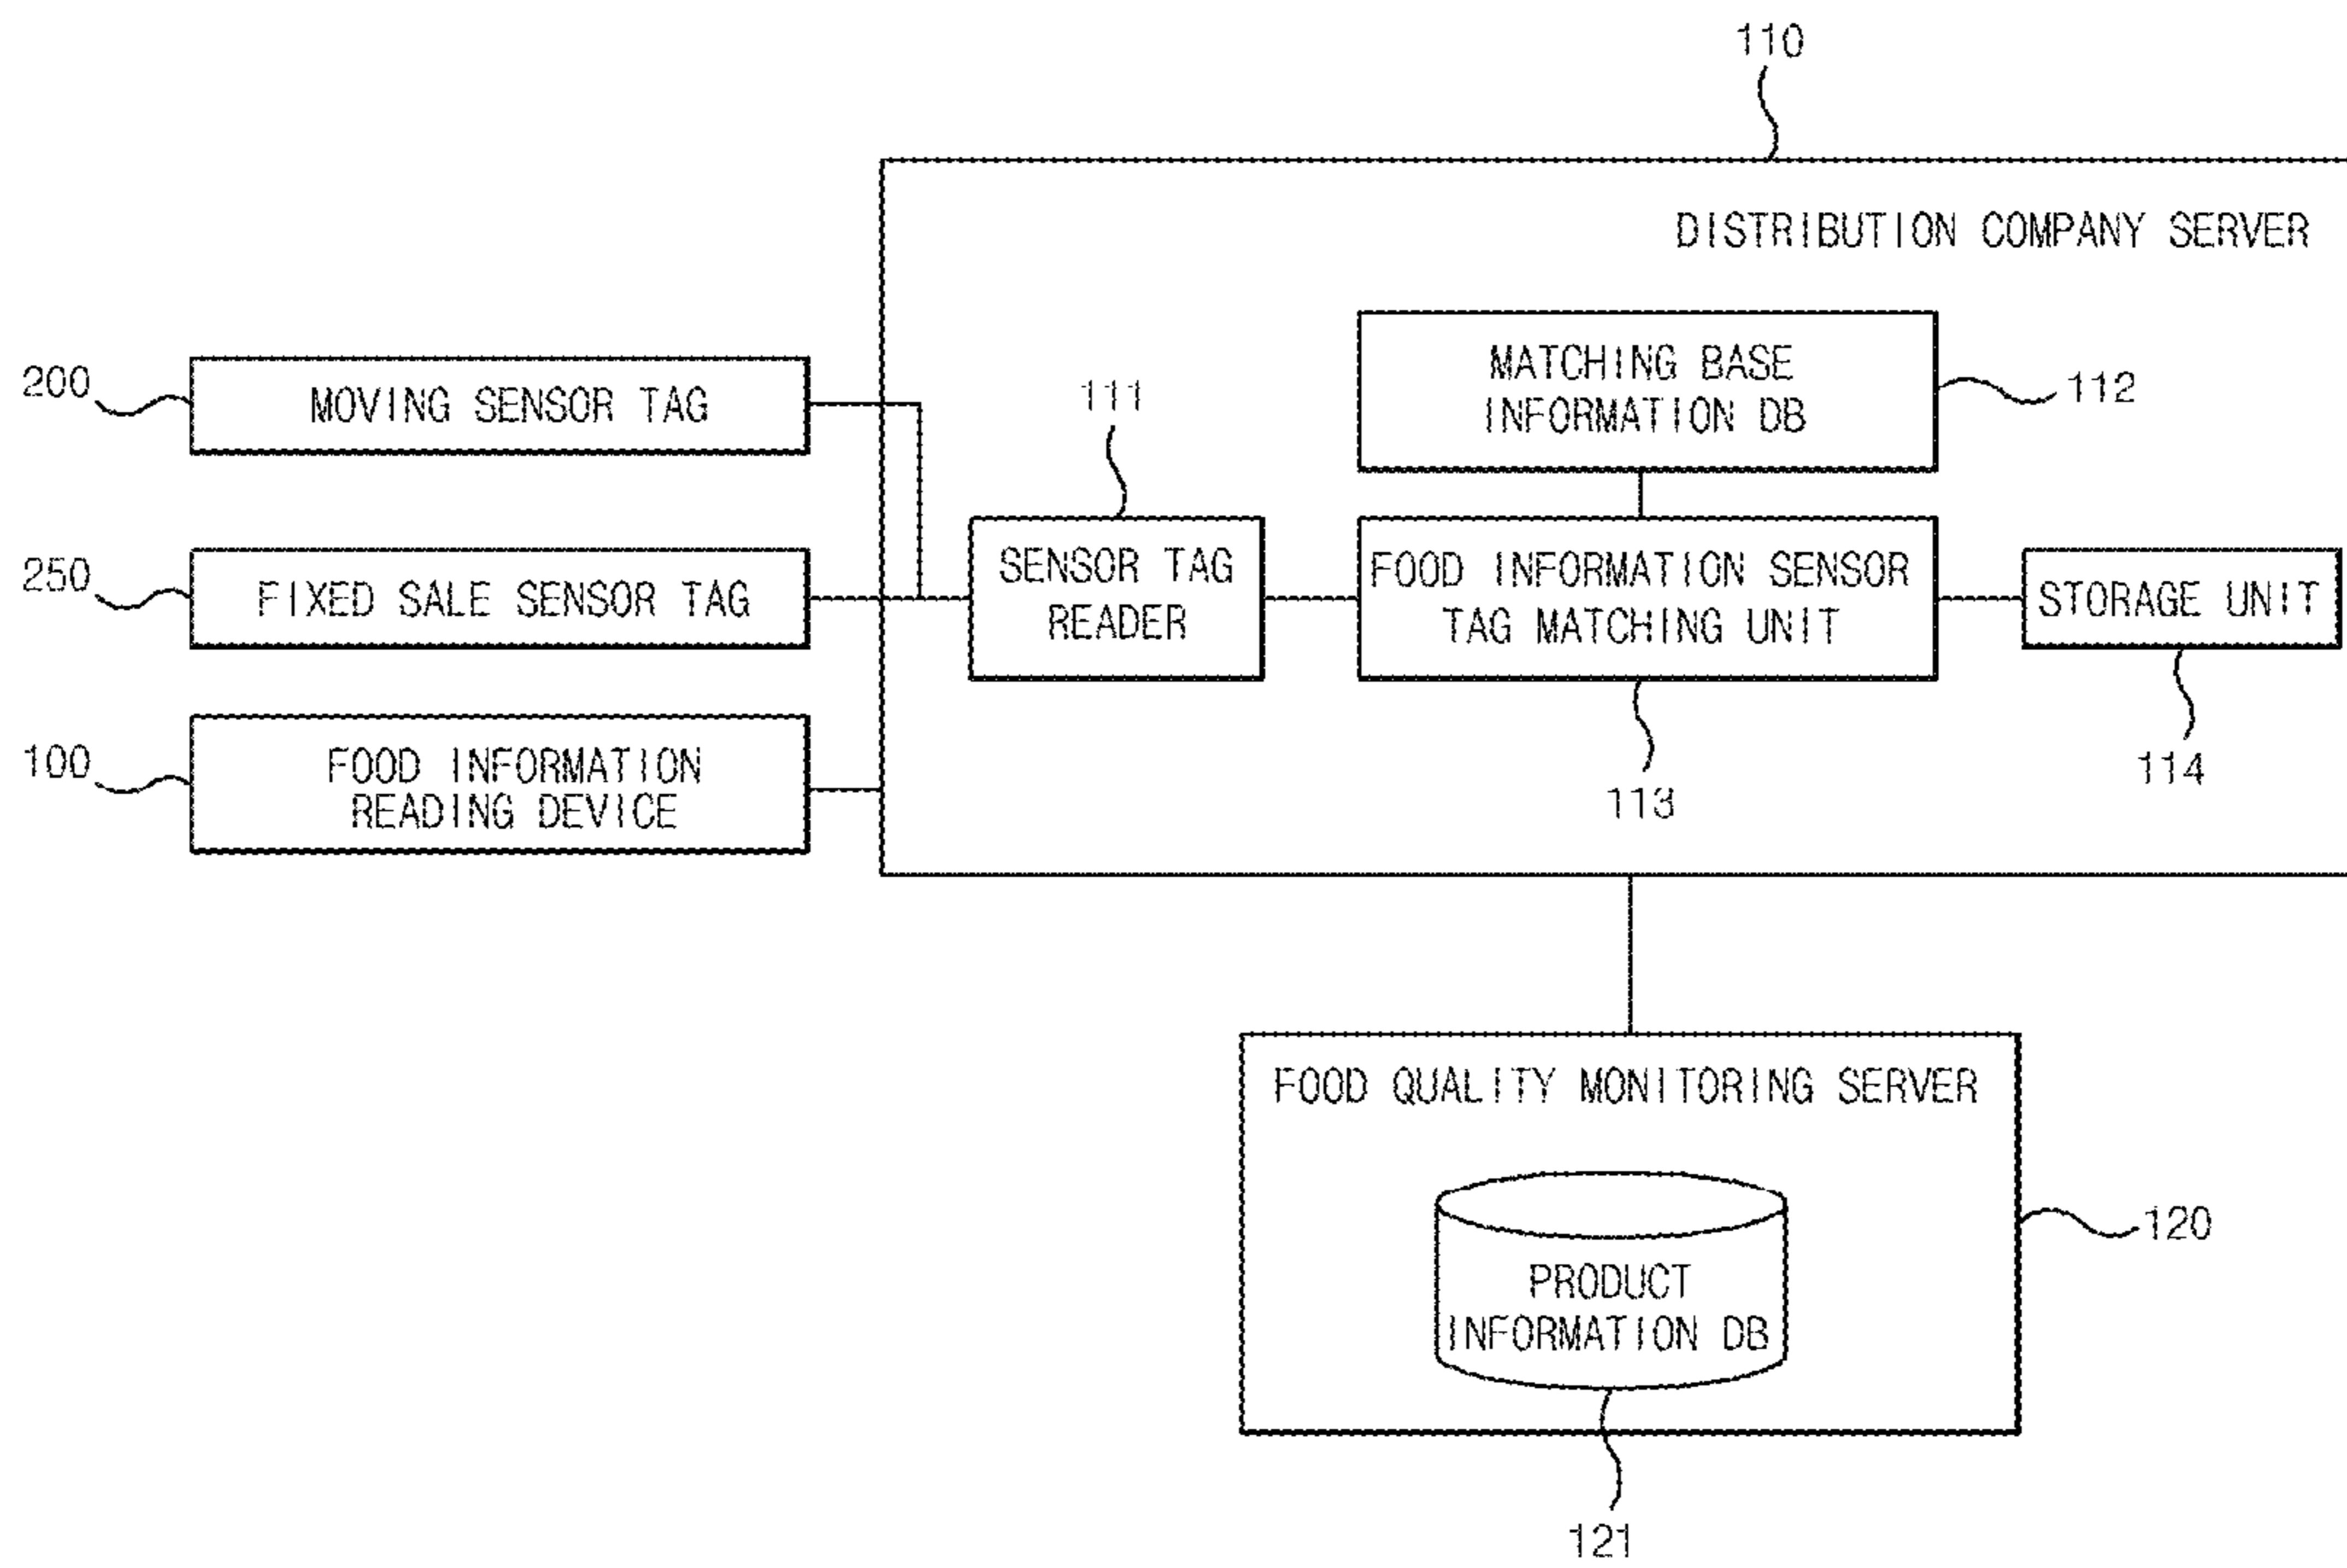 110
DISTRIBUTION COMPANY SERVER
MATCHING BASE
INFORMATION DB
112
200
MOVING SENSOR TAG
111
250
FIXED SALE SENSOR TAG
SENSOR TAG
READER
FOOD INFORMATION SENSOR
TAG MATCHING UNIT
STORAGE UNIT
100
FOOD INFORMATION
READING DEVICE
113
114
FOOD QUALITY MONITORING SERVER
120
PRODUCT
INFORMATION DB
121